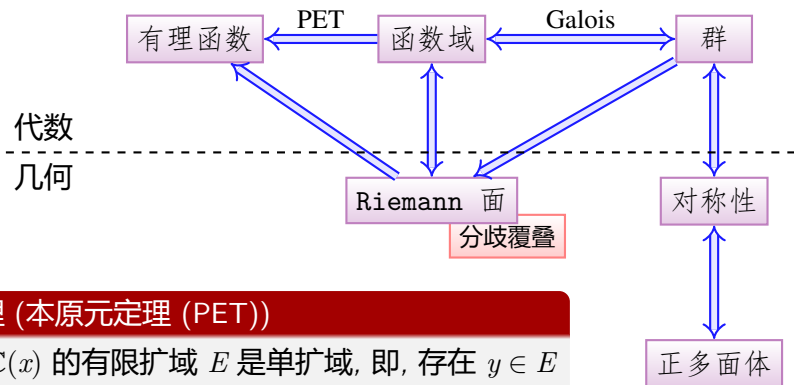 PET
Galois
有理函数
函数域
群
代数
几何
Riemann 面
对称性
分歧覆叠
理 (本原元定理 (PET))
C(x) 的有限扩域 E 是单扩域, 即, 存在 y ∈ E
正多面体